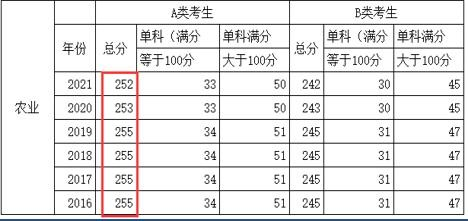 A类考生 B类考生
年份 总分 单科（满分等于100分 单科满分大于100分 总分 单科（满分等于100分 单科满分大于100分
农业
2021 252 33 50 242 30 45
2020 253 33 50 243 30 45
2019 255 34 51 245 31 47
2018 255 34 51 245 31 47
2017 255 34 51 245 31 47
2016 255 34 51 245 31 47